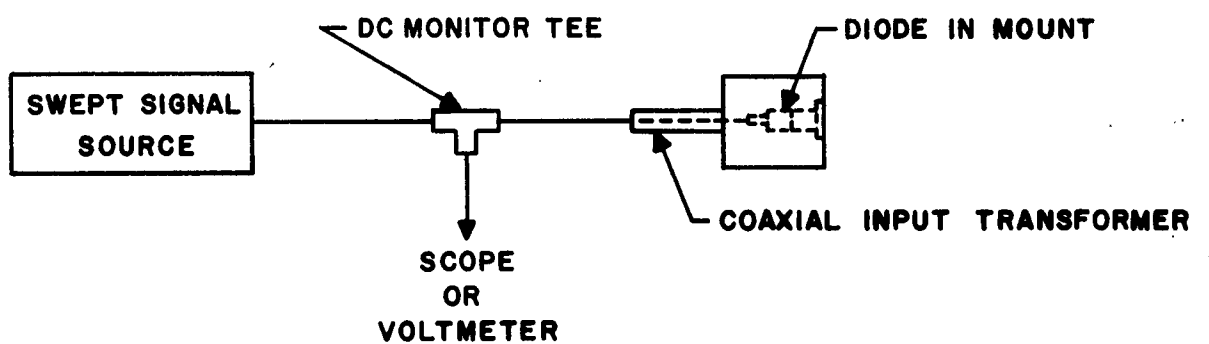 DC MONITOR TEE
DIODE IN MOUNT
SWEPT SIGNAL
SOURCE
COAXIAL INPUT TRANSFORMER
SCOPE
OR
VOLTMETER